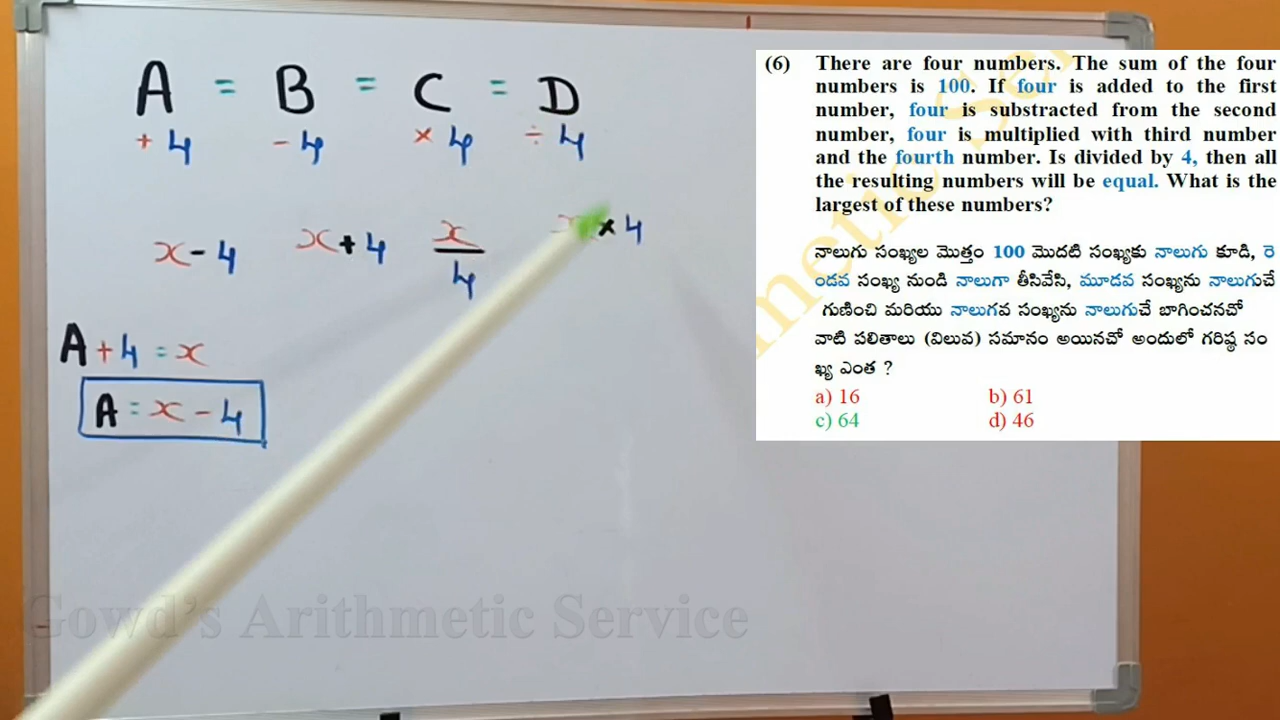 A = B = C = D
+ 4 - 4 × 4 ÷ 4
x - 4 x + 4 x/4 × 4
A + 4 = x
A = x - 4
(6) There are four numbers. The sum of the four
numbers is 100. If four is added to the first
number, four is substracted from the second
number, four is multiplied with third number
and the fourth number. Is divided by 4, then all
the resulting numbers will be equal. What is the
largest of these numbers?
నాలుగు సంఖ్యల మొత్తం 100 మొదటి సంఖ్యకు నాలుగు కూడి, రె
ండవ సంఖ్య నుండి నాలుగా తీసివేసి, మూడవ సంఖ్యను నాలుగుచే
గుణించి మరియు నాలుగవ సంఖ్యను నాలుగుచే బాగించనచో
వాటి పలితాలు (విలువ) సమానం అయినచో అందులో గరిష్ఠ సం
ఖ్య ఎంత ?
a) 16 b) 61
c) 64 d) 46
Gowd's Arithmetic Service